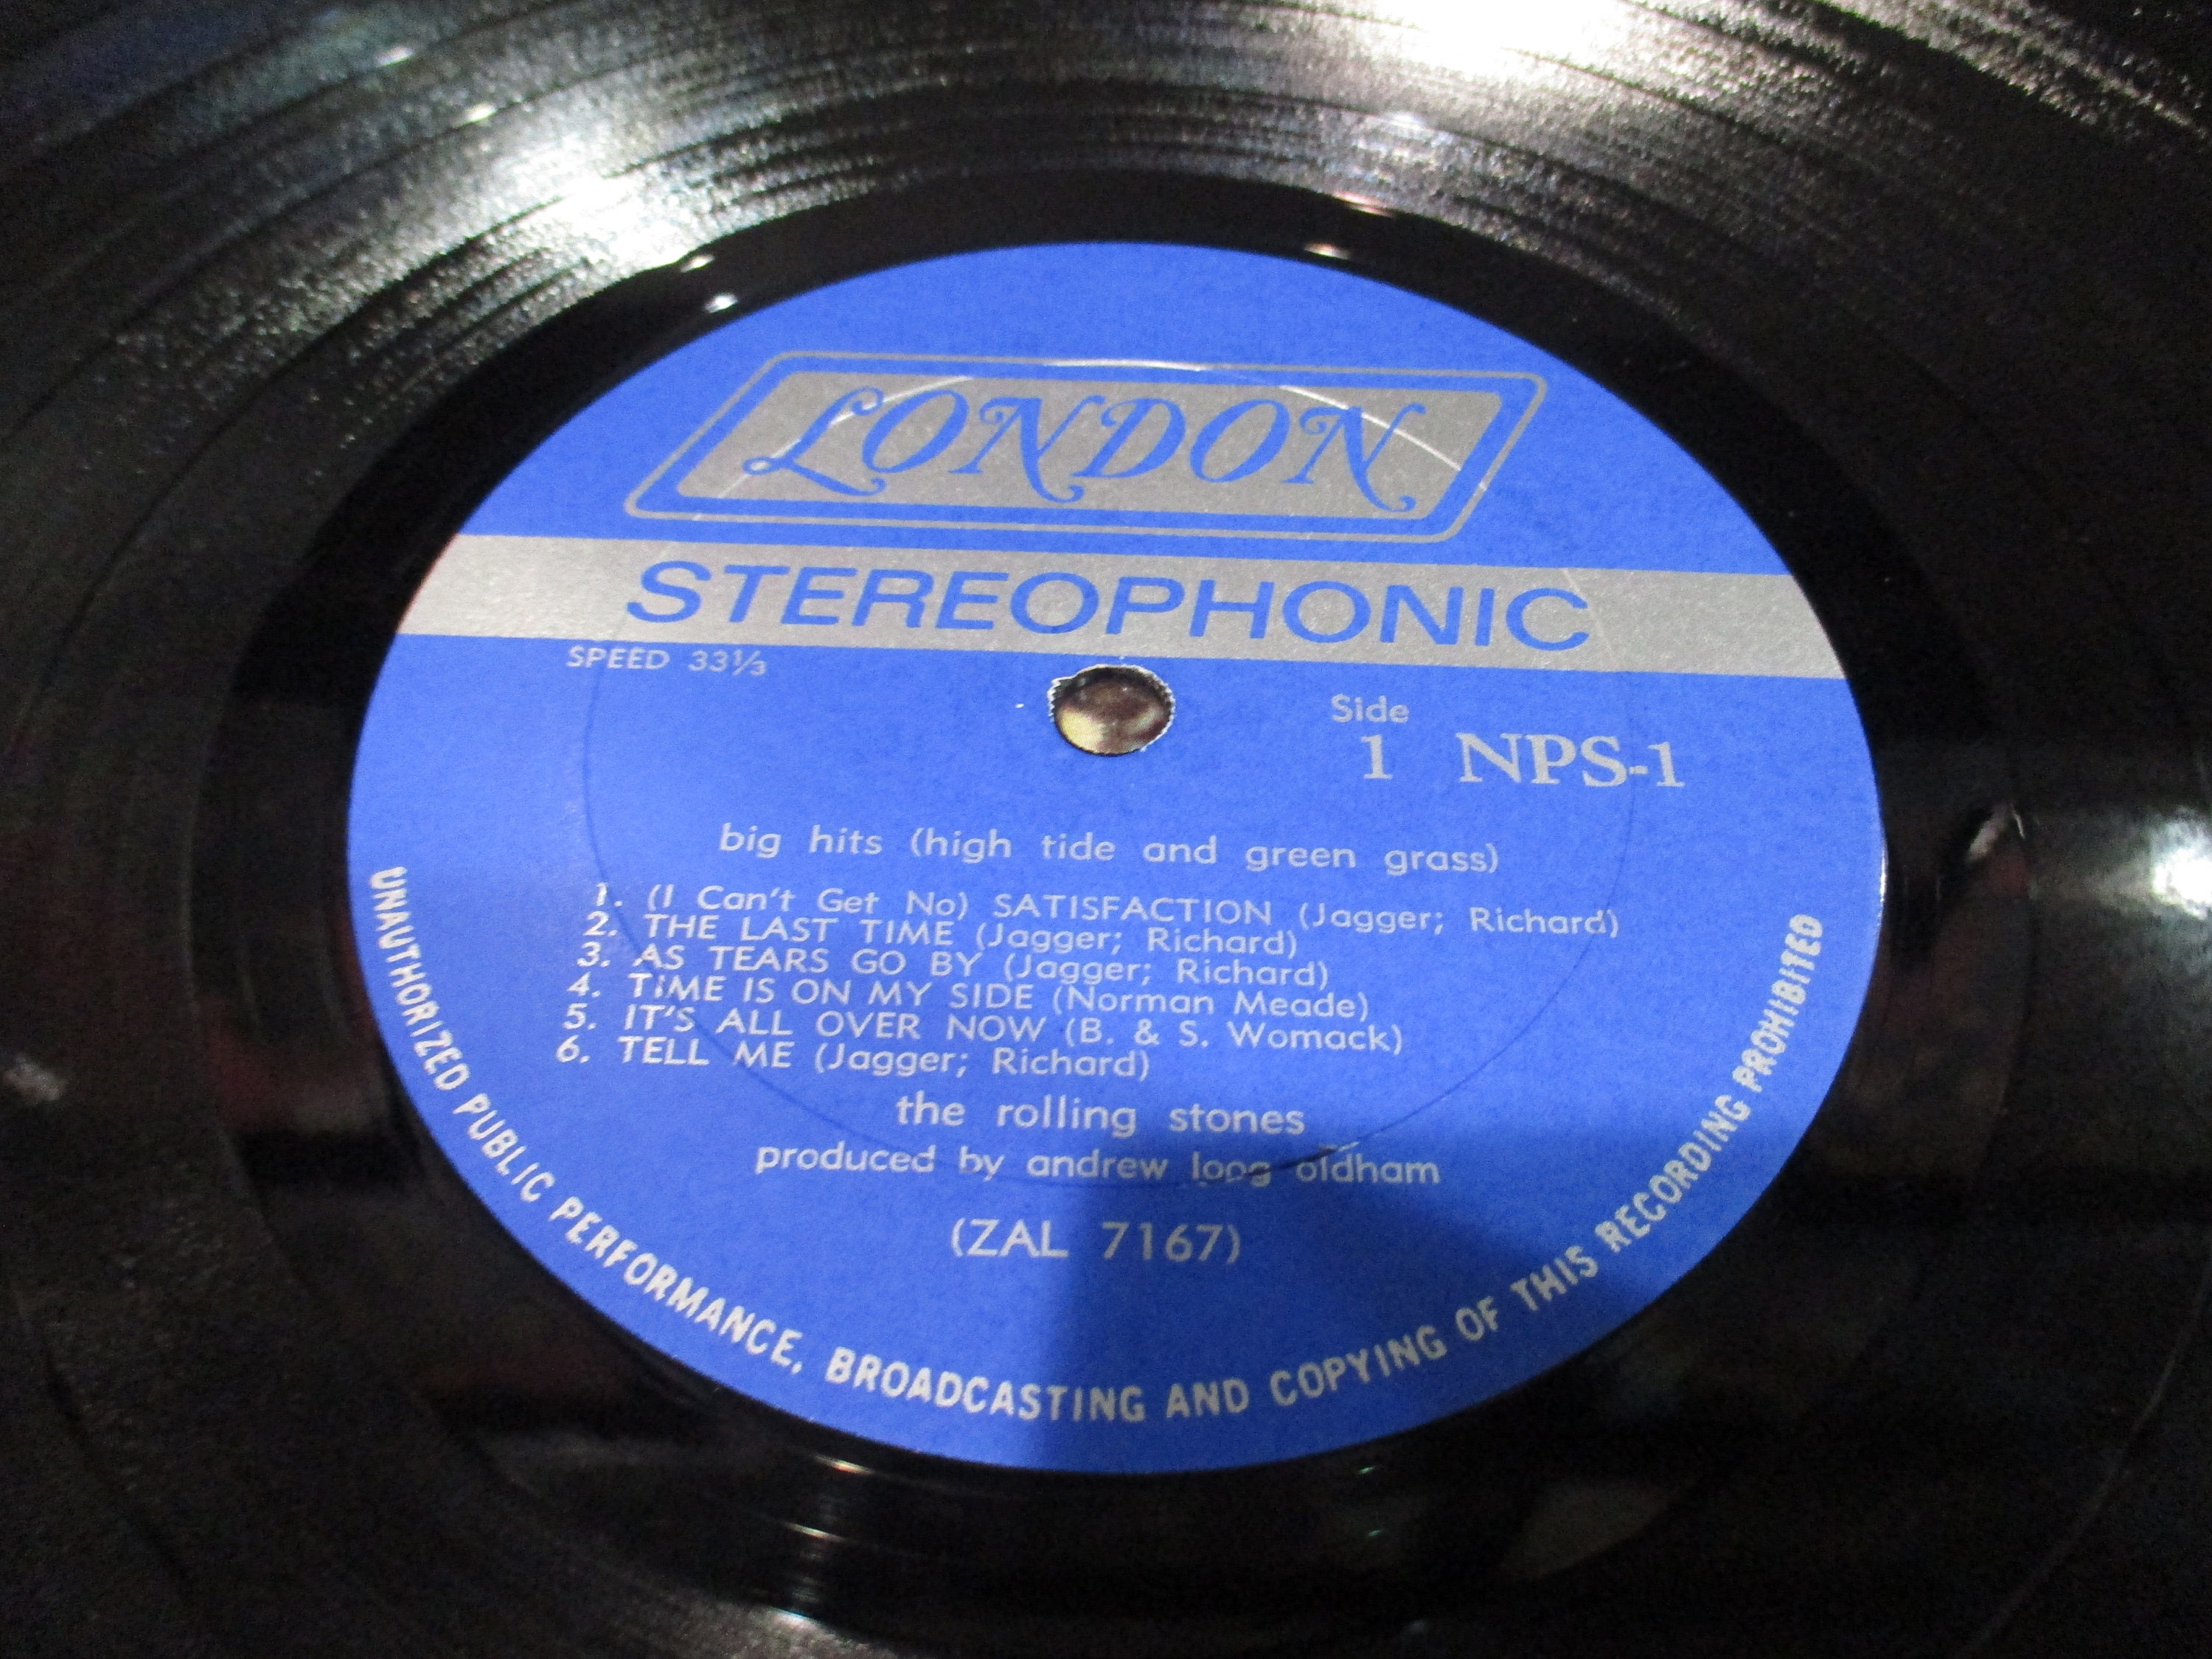 LONDON
STEREOPHONIC
SPEED 33⅓
Side
1 NPS-1
big hits (high tide and green grass)
1. (I Can't Get No) SATISFACTION (Jagger; Richard)
2. THE LAST TIME (Jagger; Richard)
3. AS TEARS GO BY (Jagger; Richard)
4. TIME IS ON MY SIDE (Norman Meade)
5. IT'S ALL OVER NOW (B. & S. Womack)
6. TELL ME (Jagger; Richard)
the rolling stones
produced by andrew loog oldham
(ZAL 7167)
UNAUTHORIZED PUBLIC PERFORMANCE, BROADCASTING AND COPYING OF THIS RECORDING PROHIBITED